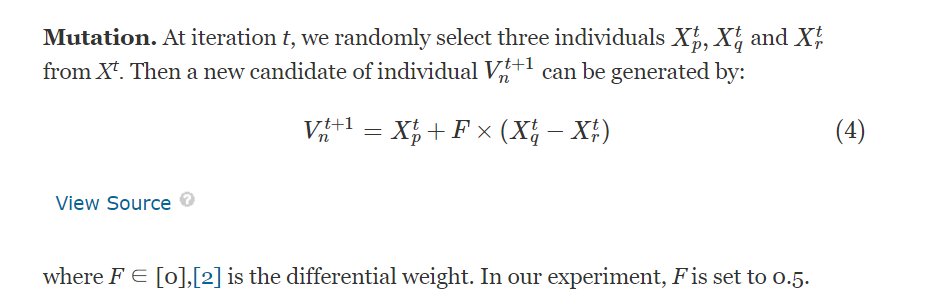 Mutation. At iteration t, we randomly select three individuals X_p^t, X_q^t and X_r^t
from X^t. Then a new candidate of individual V_n^{t+1} can be generated by:
V_n^{t+1} = X_p^t + F × (X_q^t − X_r^t) (4)
View Source ?
where F ∈ [0],[2] is the differential weight. In our experiment, F is set to 0.5.